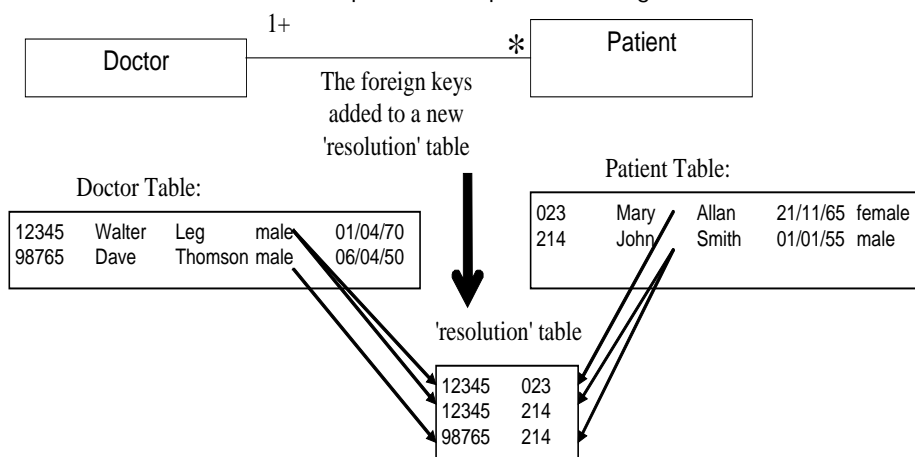 1+
*
Doctor
Patient
The foreign keys
added to a new
'resolution' table
Doctor Table:
12345 Walter Leg male 01/04/70
98765 Dave Thomson male 06/04/50
Patient Table:
023 Mary Allan 21/11/65 female
214 John Smith 01/01/55 male
'resolution' table
12345 023
12345 214
98765 214